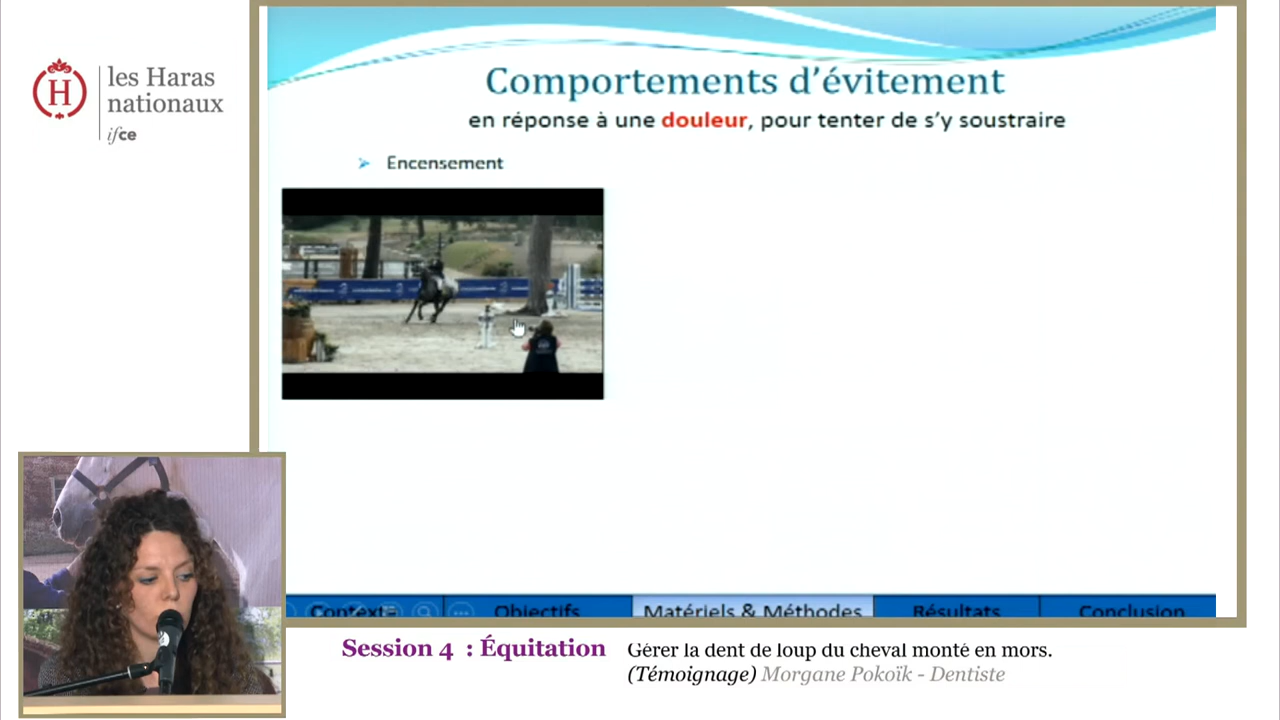 les Haras
nationaux
ifce
H
Comportements d'évitement
en réponse à une douleur, pour tenter de s'y soustraire
Encensement
Contexte
Objectifs
Matériels & Méthodes
Résultats
Conclusion
Session 4 : Équitation
Gérer la dent de loup du cheval monté en mors.
(Témoignage) Morgane Pokoïk - Dentiste